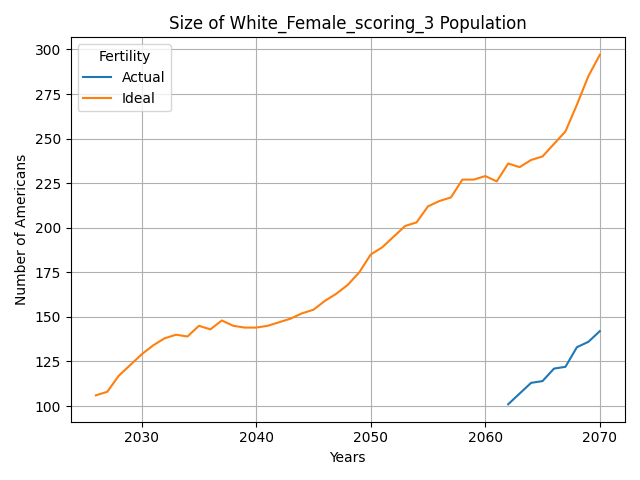 Size of White_Female_scoring_3 Population
Fertility
Actual
Ideal
Number of Americans
300
275
250
225
200
175
150
125
100
2030 2040 2050 2060 2070
Years